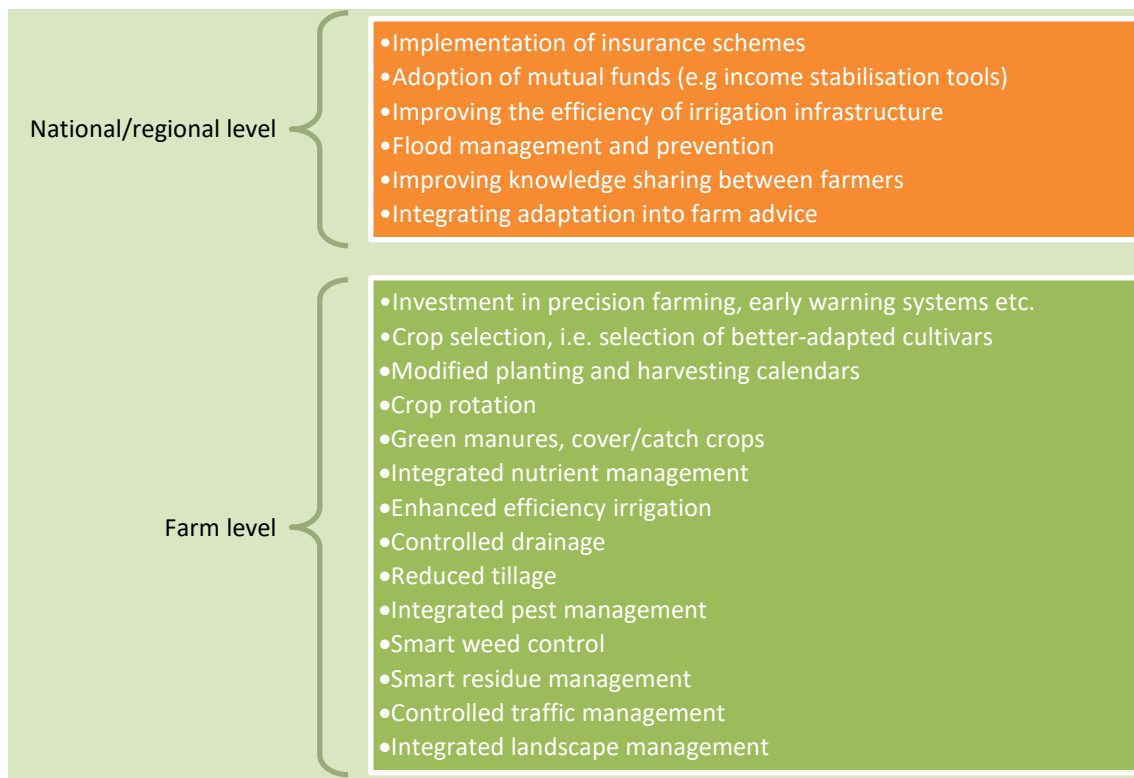 National/regional level
•Implementation of insurance schemes
•Adoption of mutual funds (e.g income stabilisation tools)
•Improving the efficiency of irrigation infrastructure
•Flood management and prevention
•Improving knowledge sharing between farmers
•Integrating adaptation into farm advice
Farm level
•Investment in precision farming, early warning systems etc.
•Crop selection, i.e. selection of better-adapted cultivars
•Modified planting and harvesting calendars
•Crop rotation
•Green manures, cover/catch crops
•Integrated nutrient management
•Enhanced efficiency irrigation
•Controlled drainage
•Reduced tillage
•Integrated pest management
•Smart weed control
•Smart residue management
•Controlled traffic management
•Integrated landscape management